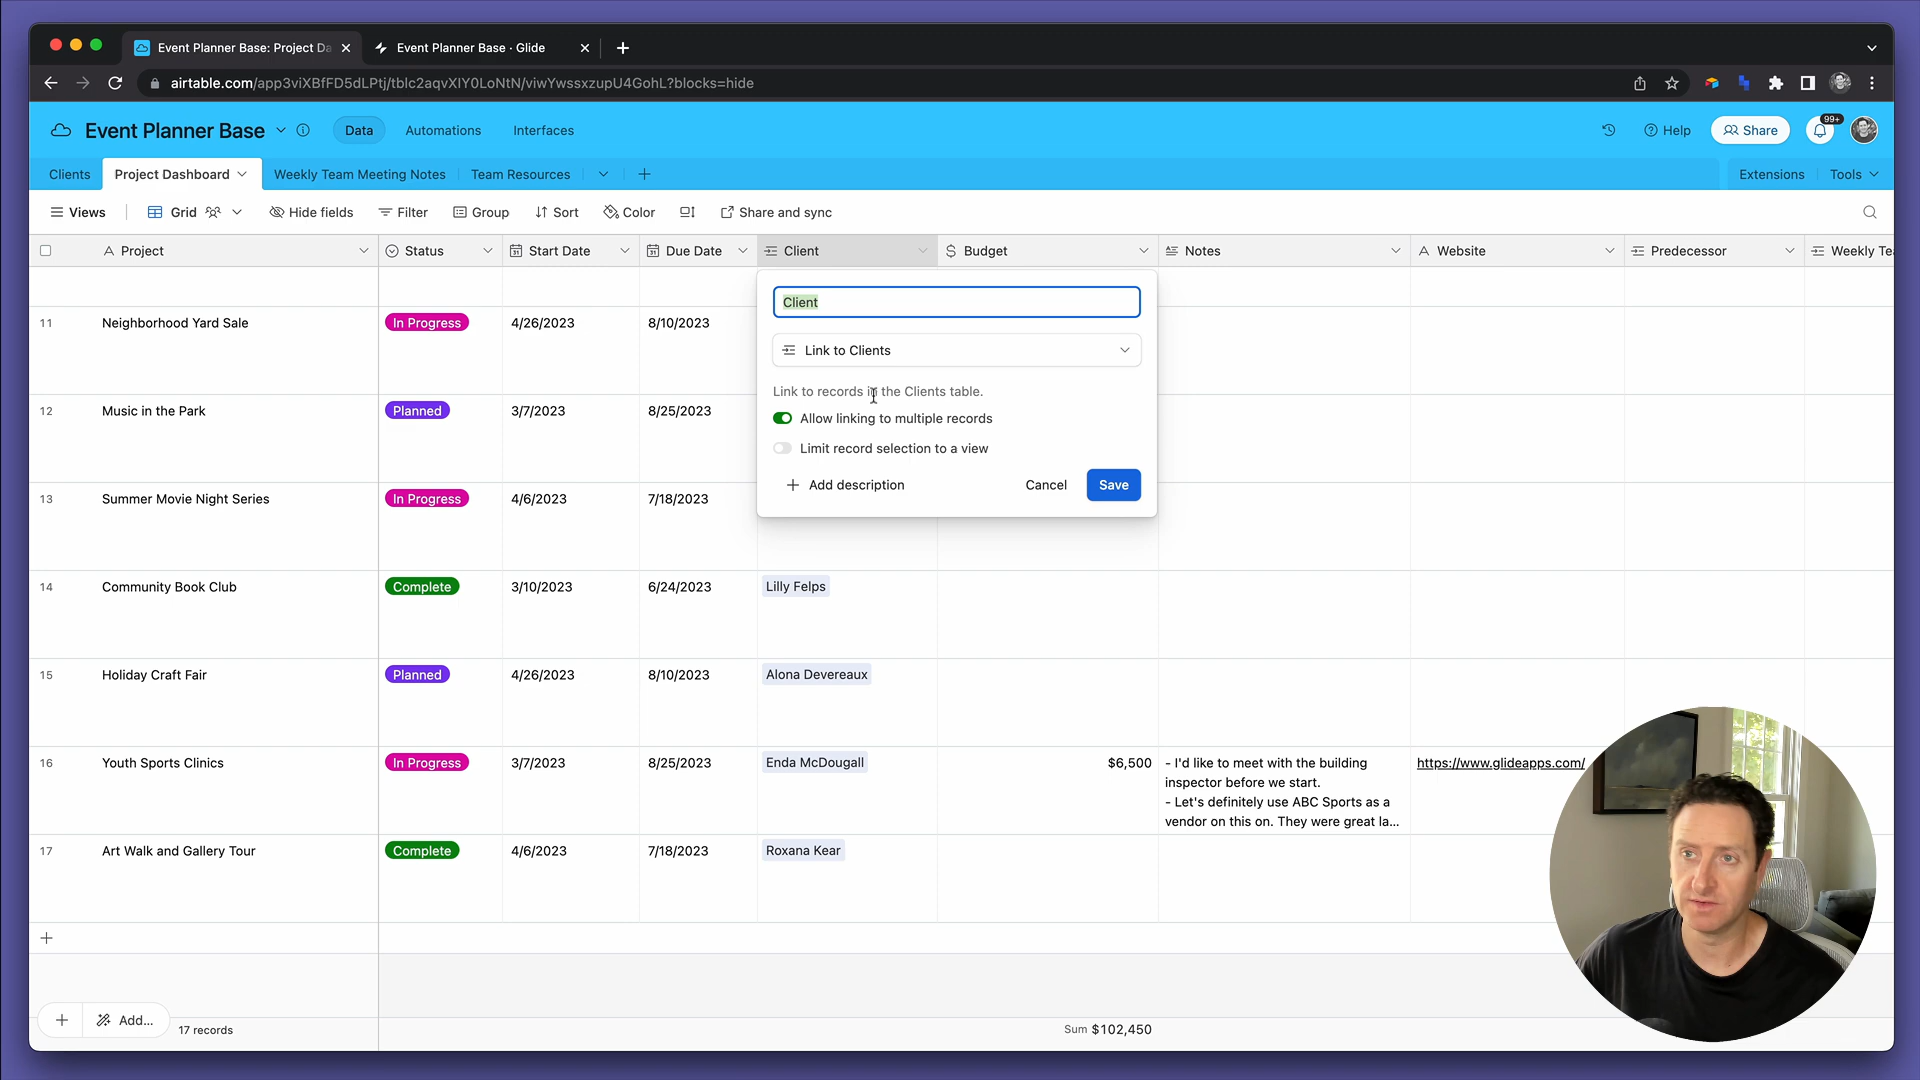 Event Planner Base: Project Da
Event Planner Base · Glide
airtable.com/app3viXBfFD5dLPtj/tblc2aqvXIY0LoNtN/viwYwssxzupU4GohL?blocks=hide
Event Planner Base
Data
Automations
Interfaces
Help
Share
99+
Clients
Project Dashboard
Weekly Team Meeting Notes
Team Resources
Extensions
Tools
Views
Grid
Hide fields
Filter
Group
Sort
Color
Share and sync
Project
Status
Start Date
Due Date
Client
Budget
Notes
Website
Predecessor
Weekly Tea
Client
Link to Clients
Link to records in the Clients table.
Allow linking to multiple records
Limit record selection to a view
Add description
Cancel
Save
11 Neighborhood Yard Sale In Progress 4/26/2023 8/10/2023
12 Music in the Park Planned 3/7/2023 8/25/2023
13 Summer Movie Night Series In Progress 4/6/2023 7/18/2023
14 Community Book Club Complete 3/10/2023 6/24/2023 Lilly Felps
15 Holiday Craft Fair Planned 4/26/2023 8/10/2023 Alona Devereaux
16 Youth Sports Clinics In Progress 3/7/2023 8/25/2023 Enda McDougall $6,500
- I'd like to meet with the building
inspector before we start.
- Let's definitely use ABC Sports as a
vendor on this on. They were great la...
https://www.glideapps.com/
17 Art Walk and Gallery Tour Complete 4/6/2023 7/18/2023 Roxana Kear
Add...
17 records
Sum $102,450